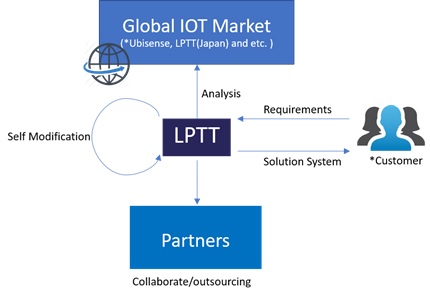 Global IOT Market
(*Ubisense, LPTT(Japan) and etc. )
Analysis
Requirements
Self Modification
LPTT
Solution System
*Customer
Partners
Collaborate/outsourcing